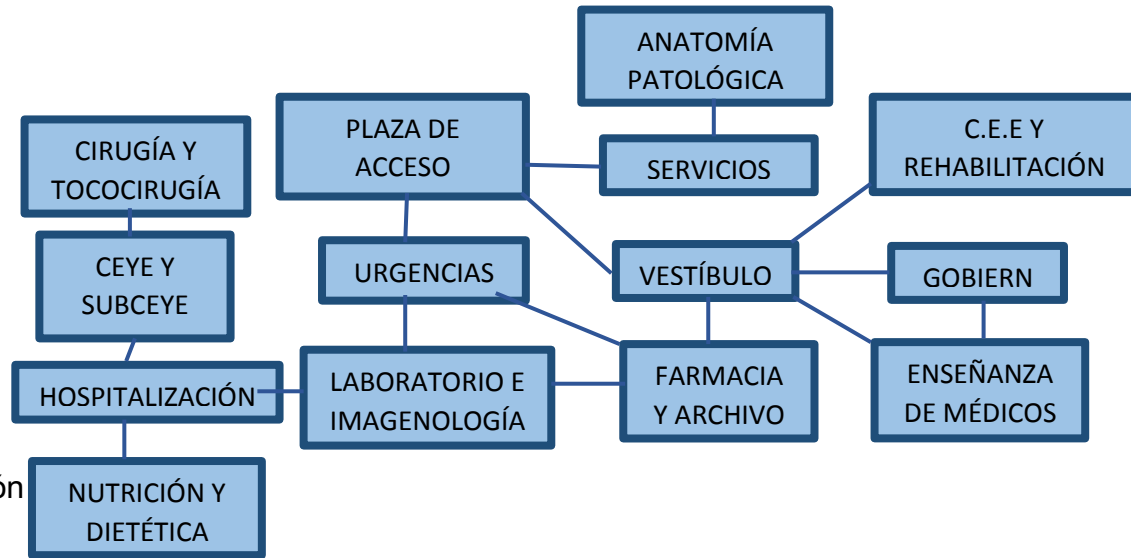 ANATOMÍA
PATOLÓGICA
PLAZA DE
ACCESO
C.E.E Y
REHABILITACIÓN
CIRUGÍA Y
TOCOCIRUGÍA
SERVICIOS
CEYE Y
SUBCEYE
URGENCIAS
VESTÍBULO
GOBIERN
HOSPITALIZACIÓN
LABORATORIO E
IMAGENOLOGÍA
FARMACIA
Y ARCHIVO
ENSEÑANZA
DE MÉDICOS
ón
NUTRICIÓN Y
DIETÉTICA